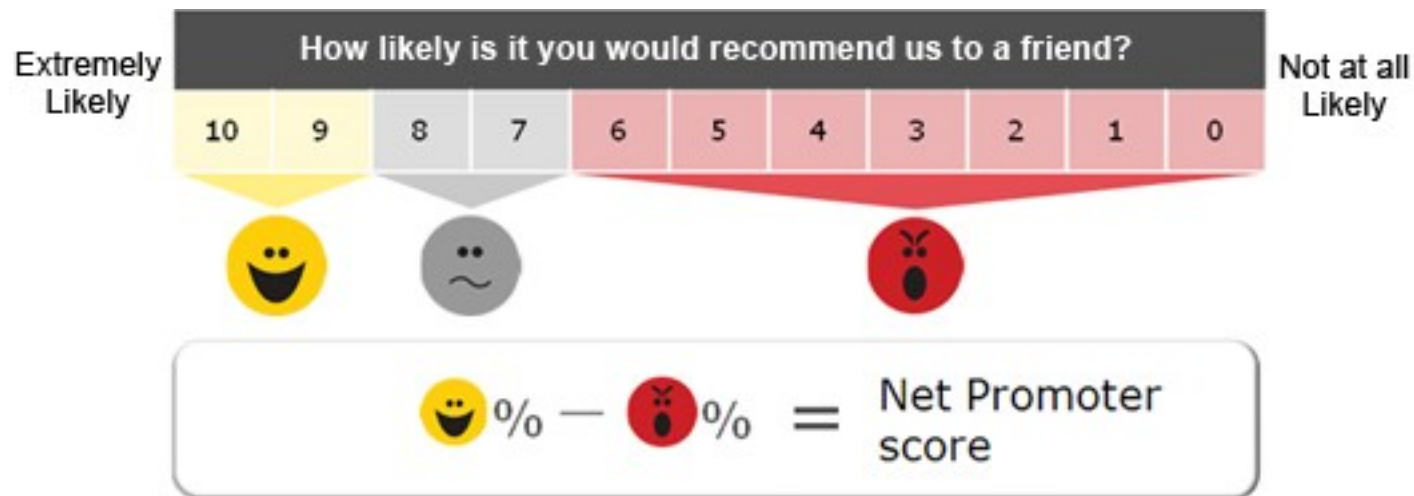 How likely is it you would recommend us to a friend?
Extremely
Likely
Not at all
Likely
10 9 8 7 6 5 4 3 2 1 0
% — % = Net Promoter
score